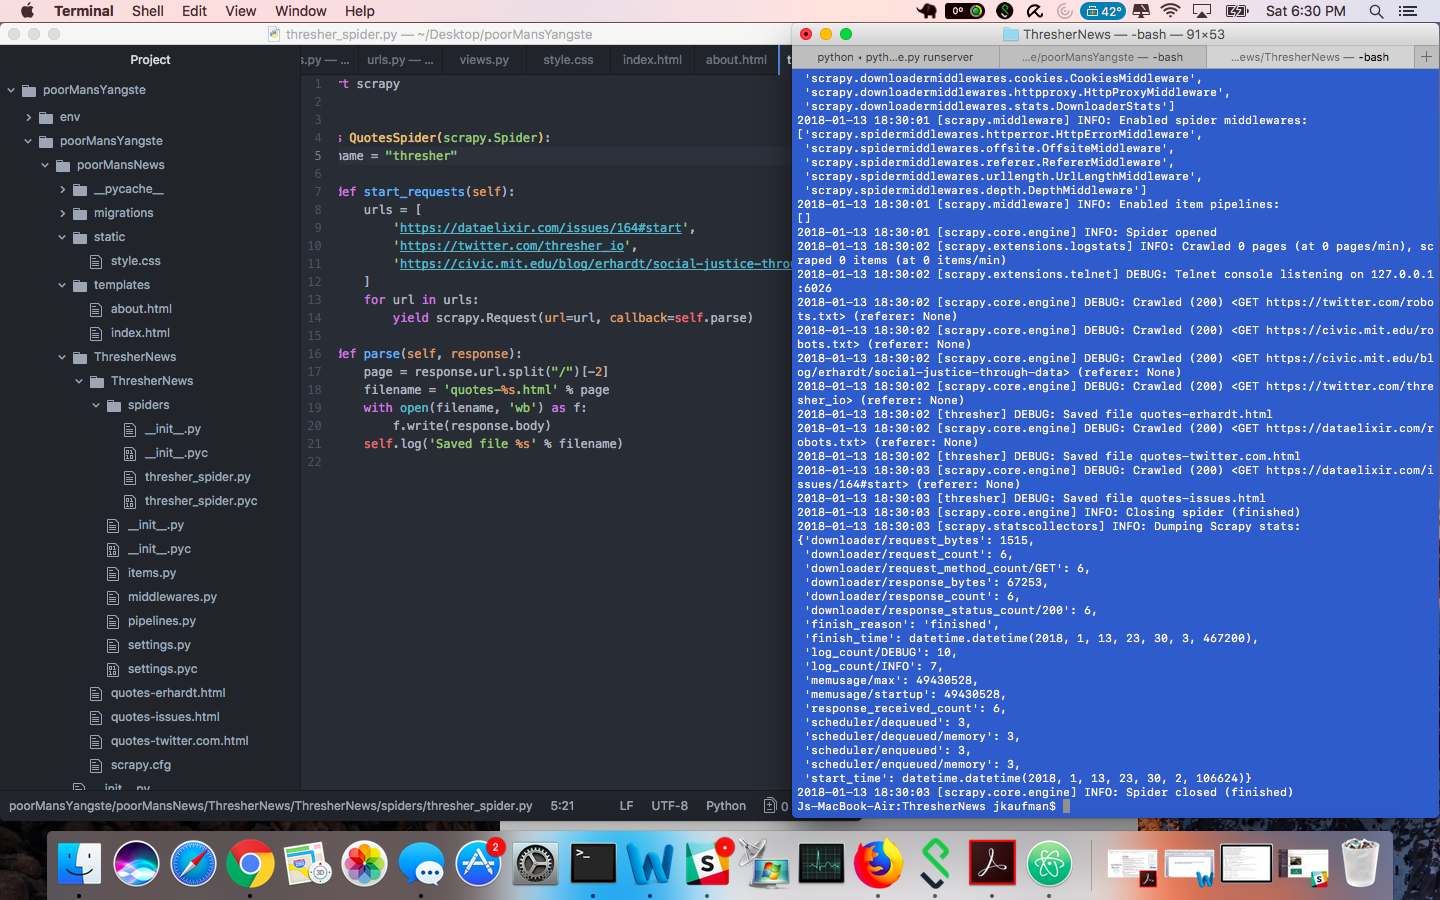 Terminal Shell Edit View Window Help
0º 42° Sat 6:30 PM
thresher_spider.py — ~/Desktop/poorMansYangste
Project
poorMansYangste
env
poorMansYangste
poorMansNews
__pycache__
migrations
static
style.css
templates
about.html
index.html
ThresherNews
ThresherNews
spiders
__init__.py
__init__.pyc
thresher_spider.py
thresher_spider.pyc
__init__.py
__init__.pyc
items.py
middlewares.py
pipelines.py
settings.py
settings.pyc
quotes-erhardt.html
quotes-issues.html
quotes-twitter.com.html
scrapy.cfg
__init__.py
s.py — ... urls.py — ... views.py style.css index.html about.html t
1 rt scrapy
2
3
4 s QuotesSpider(scrapy.Spider):
5 name = "thresher"
6
7 def start_requests(self):
8 urls = [
9 'https://dataelixir.com/issues/164#start',
10 'https://twitter.com/thresher_io',
11 'https://civic.mit.edu/blog/erhardt/social-justice-throu
12 ]
13 for url in urls:
14 yield scrapy.Request(url=url, callback=self.parse)
15
16 def parse(self, response):
17 page = response.url.split("/")[-2]
18 filename = 'quotes-%s.html' % page
19 with open(filename, 'wb') as f:
20 f.write(response.body)
21 self.log('Saved file %s' % filename)
22
poorMansYangste/poorMansNews/ThresherNews/ThresherNews/spiders/thresher_spider.py 5:21 LF UTF-8 Python 0
ThresherNews — -bash — 91×53
python ◂ pyth...e.py runserver ...e/poorMansYangste — -bash ...ews/ThresherNews — -bash
'scrapy.downloadermiddlewares.cookies.CookiesMiddleware',
'scrapy.downloadermiddlewares.httpproxy.HttpProxyMiddleware',
'scrapy.downloadermiddlewares.stats.DownloaderStats']
2018-01-13 18:30:01 [scrapy.middleware] INFO: Enabled spider middlewares:
['scrapy.spidermiddlewares.httperror.HttpErrorMiddleware',
'scrapy.spidermiddlewares.offsite.OffsiteMiddleware',
'scrapy.spidermiddlewares.referer.RefererMiddleware',
'scrapy.spidermiddlewares.urllength.UrlLengthMiddleware',
'scrapy.spidermiddlewares.depth.DepthMiddleware']
2018-01-13 18:30:01 [scrapy.middleware] INFO: Enabled item pipelines:
[]
2018-01-13 18:30:01 [scrapy.core.engine] INFO: Spider opened
2018-01-13 18:30:02 [scrapy.extensions.logstats] INFO: Crawled 0 pages (at 0 pages/min), sc
raped 0 items (at 0 items/min)
2018-01-13 18:30:02 [scrapy.extensions.telnet] DEBUG: Telnet console listening on 127.0.0.1
:6026
2018-01-13 18:30:02 [scrapy.core.engine] DEBUG: Crawled (200) <GET https://twitter.com/robo
ts.txt> (referer: None)
2018-01-13 18:30:02 [scrapy.core.engine] DEBUG: Crawled (200) <GET https://civic.mit.edu/ro
bots.txt> (referer: None)
2018-01-13 18:30:02 [scrapy.core.engine] DEBUG: Crawled (200) <GET https://civic.mit.edu/bl
og/erhardt/social-justice-through-data> (referer: None)
2018-01-13 18:30:02 [scrapy.core.engine] DEBUG: Crawled (200) <GET https://twitter.com/thre
sher_io> (referer: None)
2018-01-13 18:30:02 [thresher] DEBUG: Saved file quotes-erhardt.html
2018-01-13 18:30:02 [scrapy.core.engine] DEBUG: Crawled (200) <GET https://dataelixir.com/r
obots.txt> (referer: None)
2018-01-13 18:30:02 [thresher] DEBUG: Saved file quotes-twitter.com.html
2018-01-13 18:30:03 [scrapy.core.engine] DEBUG: Crawled (200) <GET https://dataelixir.com/i
ssues/164#start> (referer: None)
2018-01-13 18:30:03 [thresher] DEBUG: Saved file quotes-issues.html
2018-01-13 18:30:03 [scrapy.core.engine] INFO: Closing spider (finished)
2018-01-13 18:30:03 [scrapy.statscollectors] INFO: Dumping Scrapy stats:
{'downloader/request_bytes': 1515,
'downloader/request_count': 6,
'downloader/request_method_count/GET': 6,
'downloader/response_bytes': 67253,
'downloader/response_count': 6,
'downloader/response_status_count/200': 6,
'finish_reason': 'finished',
'finish_time': datetime.datetime(2018, 1, 13, 23, 30, 3, 467200),
'log_count/DEBUG': 10,
'log_count/INFO': 7,
'memusage/max': 49430528,
'memusage/startup': 49430528,
'response_received_count': 6,
'scheduler/dequeued': 3,
'scheduler/dequeued/memory': 3,
'scheduler/enqueued': 3,
'scheduler/enqueued/memory': 3,
'start_time': datetime.datetime(2018, 1, 13, 23, 30, 2, 106624)}
2018-01-13 18:30:03 [scrapy.core.engine] INFO: Spider closed (finished)
Js-MacBook-Air:ThresherNews jkaufman$
2